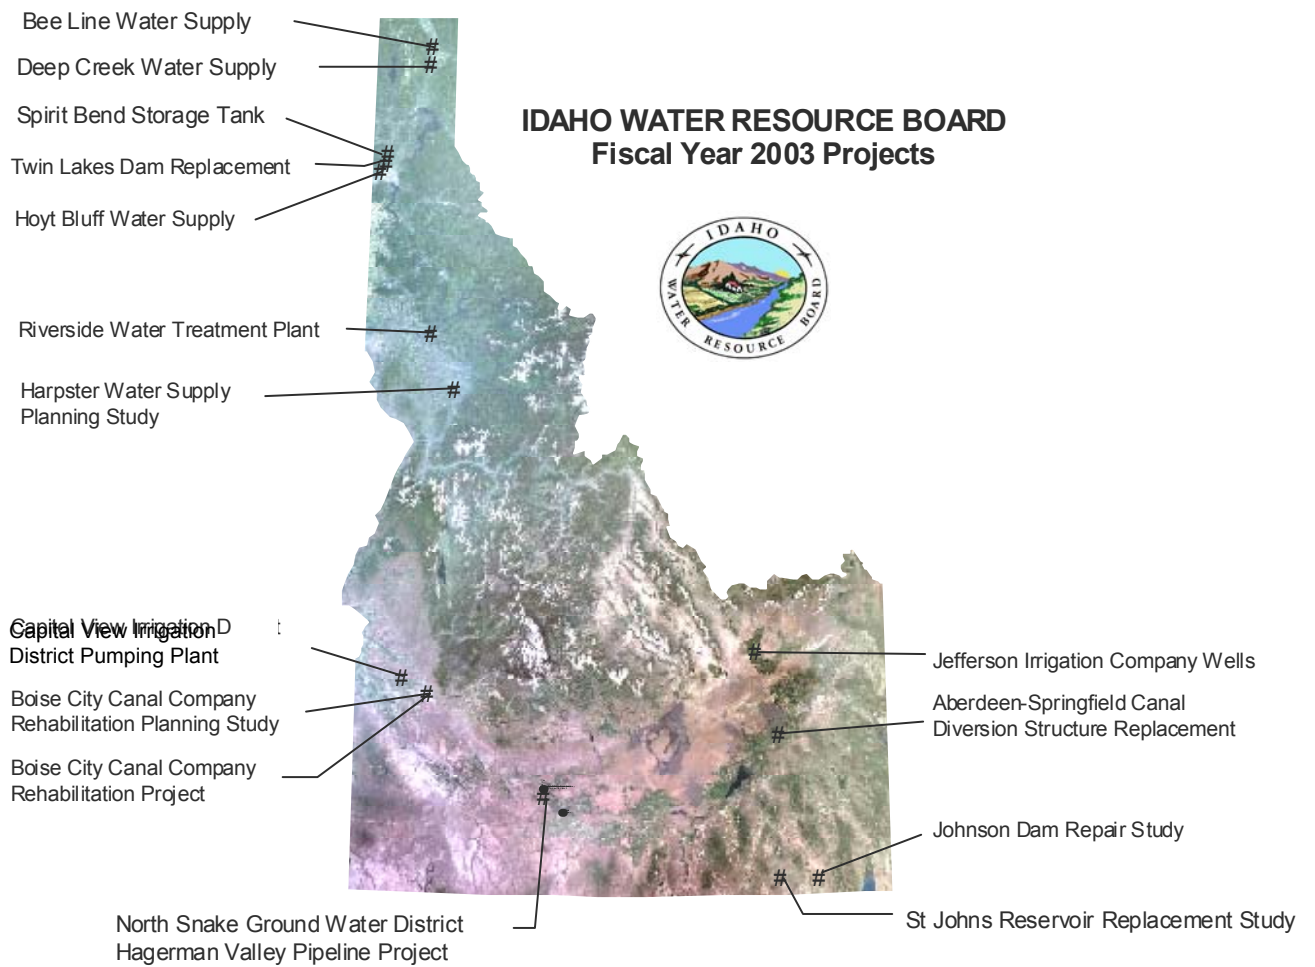 Bee Line Water Supply
Deep Creek Water Supply
Spirit Bend Storage Tank
Twin Lakes Dam Replacement
Hoyt Bluff Water Supply
IDAHO WATER RESOURCE BOARD
Fiscal Year 2003 Projects
IDAHO
WATER RESOURCE BOARD
Riverside Water Treatment Plant
Harpster Water Supply
Planning Study
Capital View Irrigation
District Pumping Plant
Boise City Canal Company
Rehabilitation Planning Study
Boise City Canal Company
Rehabilitation Project
North Snake Ground Water District
Hagerman Valley Pipeline Project
Jefferson Irrigation Company Wells
Aberdeen-Springfield Canal
Diversion Structure Replacement
Johnson Dam Repair Study
St Johns Reservoir Replacement Study